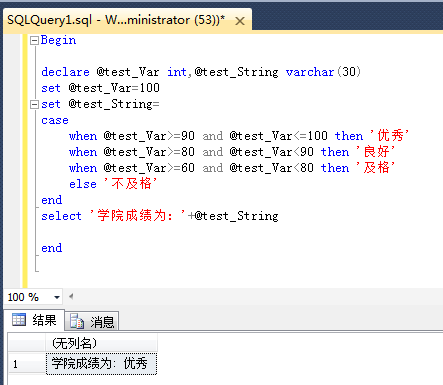 SQLQuery1.sql - W...ministrator (53))*
Begin
declare @test_Var int,@test_String varchar(30)
set @test_Var=100
set @test_String=
case
when @test_Var>=90 and @test_Var<=100 then '优秀'
when @test_Var>=80 and @test_Var<90 then '良好'
when @test_Var>=60 and @test_Var<80 then '及格'
else '不及格'
end
select '学院成绩为：'+@test_String
end
100 %
结果 消息
(无列名)
1 学院成绩为：优秀